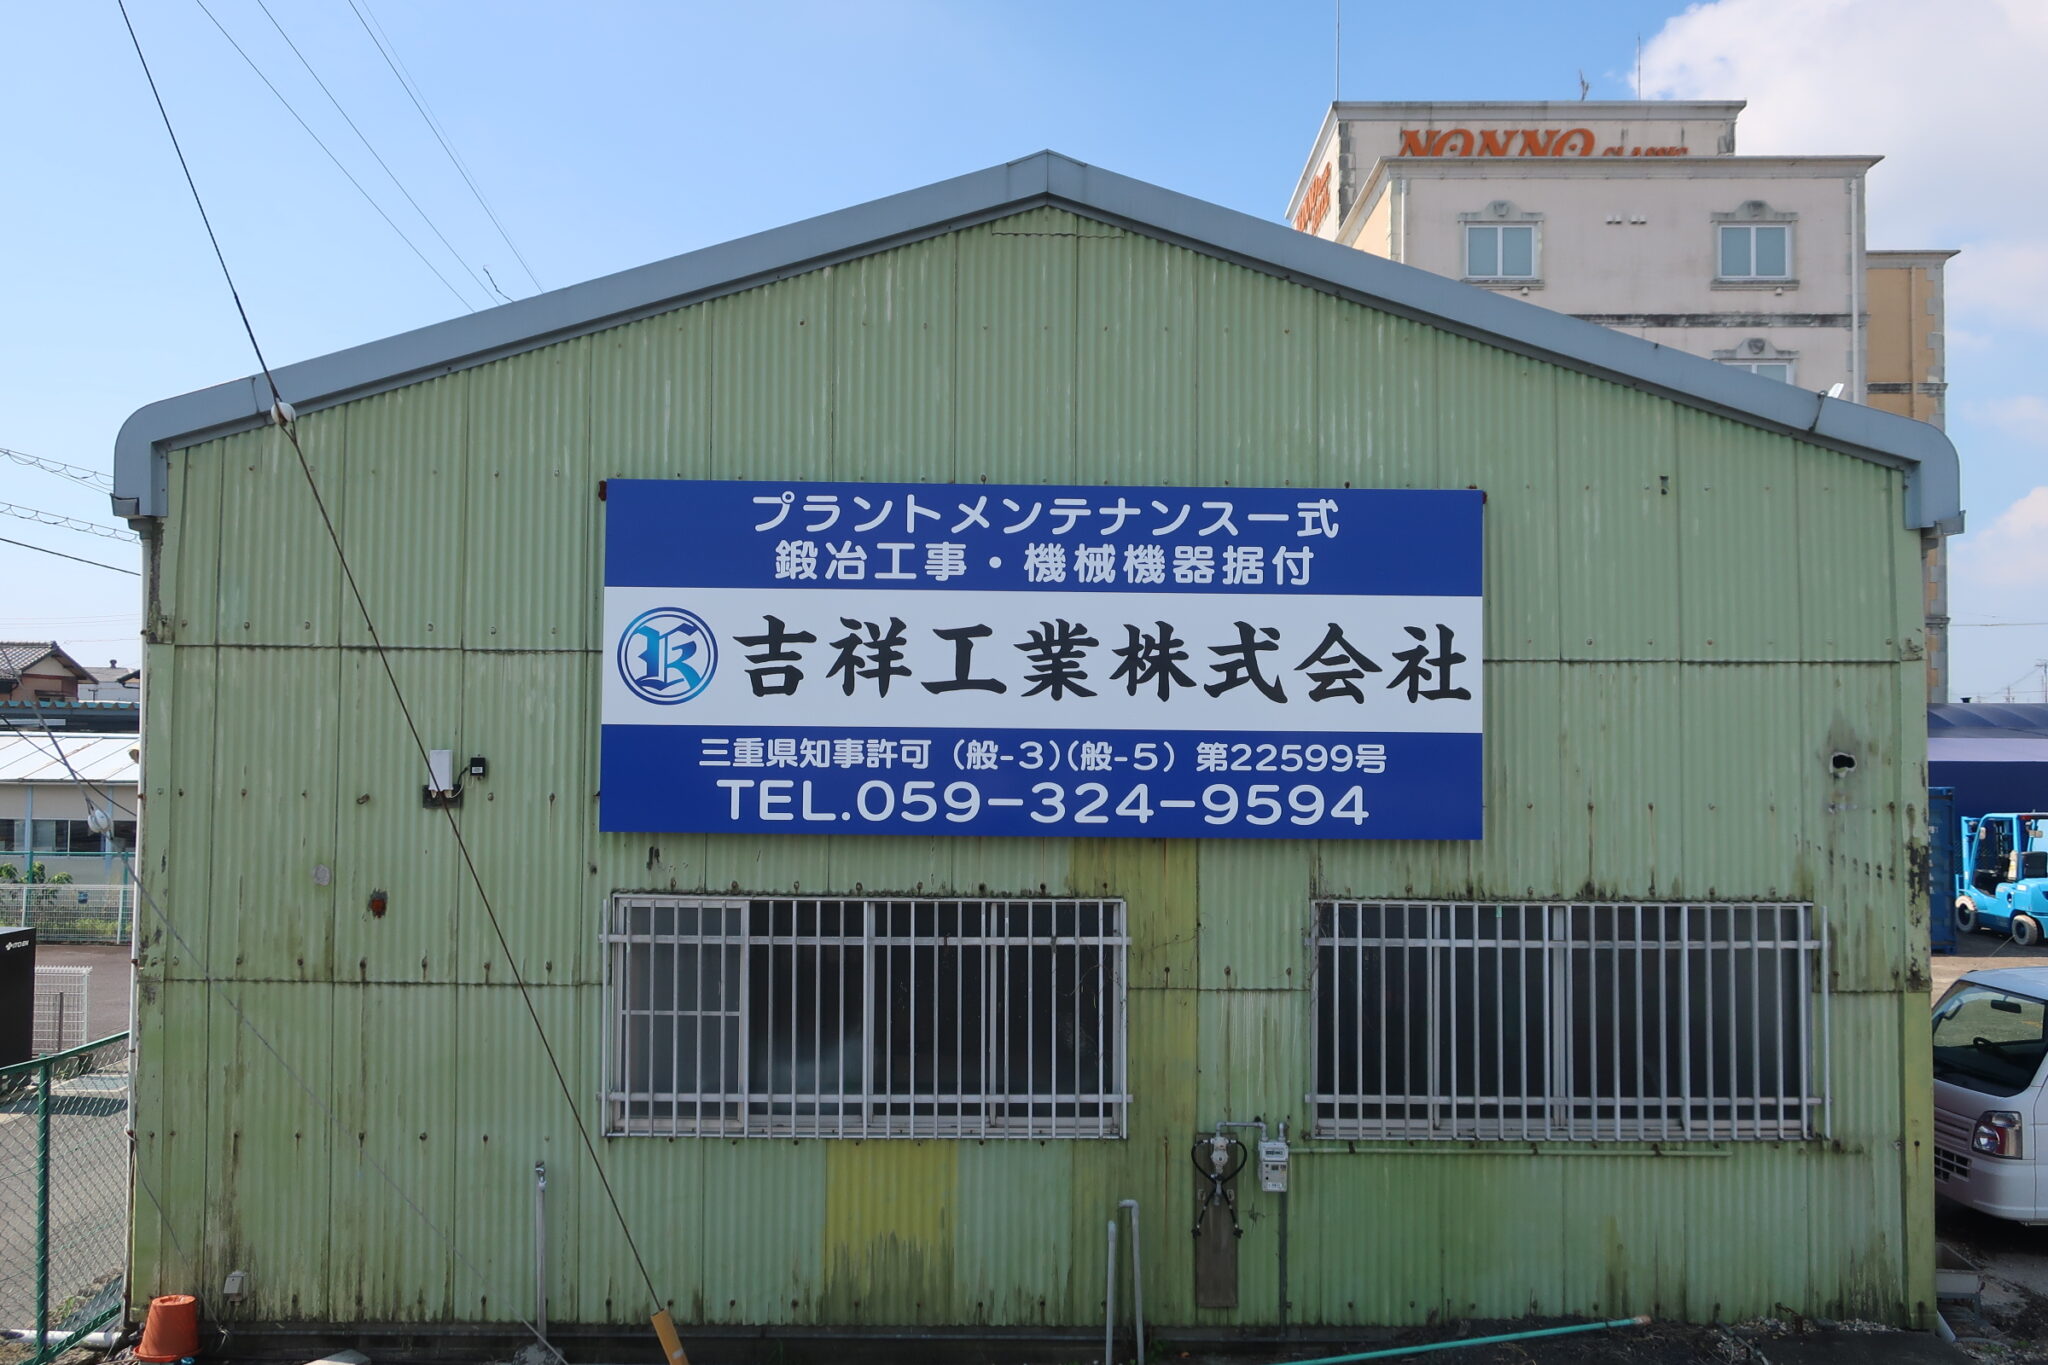 NONNO CLASSIC
プラントメンテナンス一式
鍛冶工事・機械機器据付
K 吉祥工業株式会社
三重県知事許可（般-3）（般-5）第22599号
TEL.059-324-9594
ITOEN